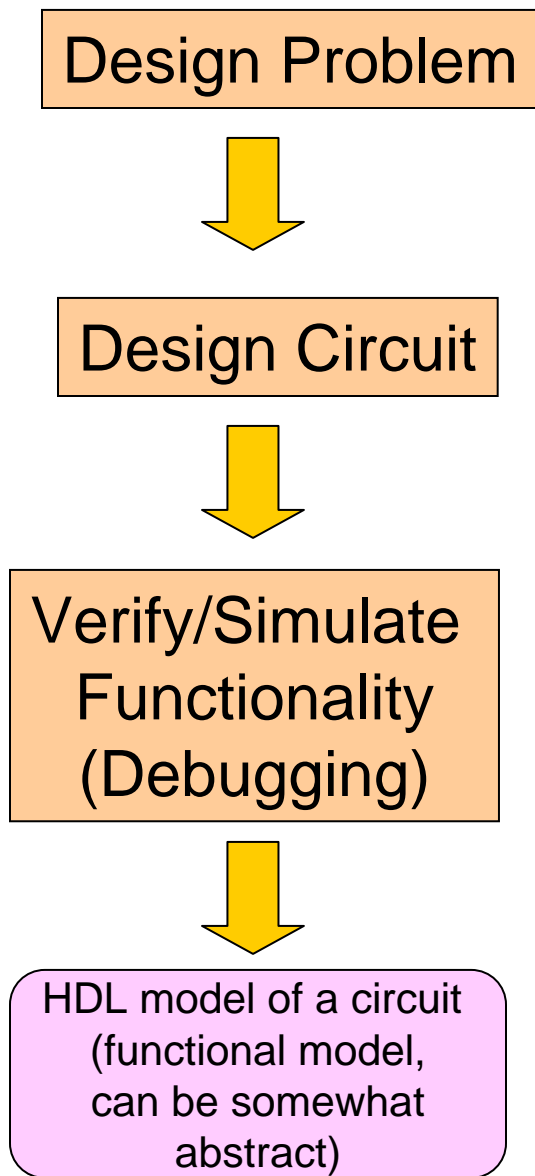 Design Problem
Design Circuit
Verify/Simulate
Functionality
(Debugging)
HDL model of a circuit
(functional model,
can be somewhat
abstract)